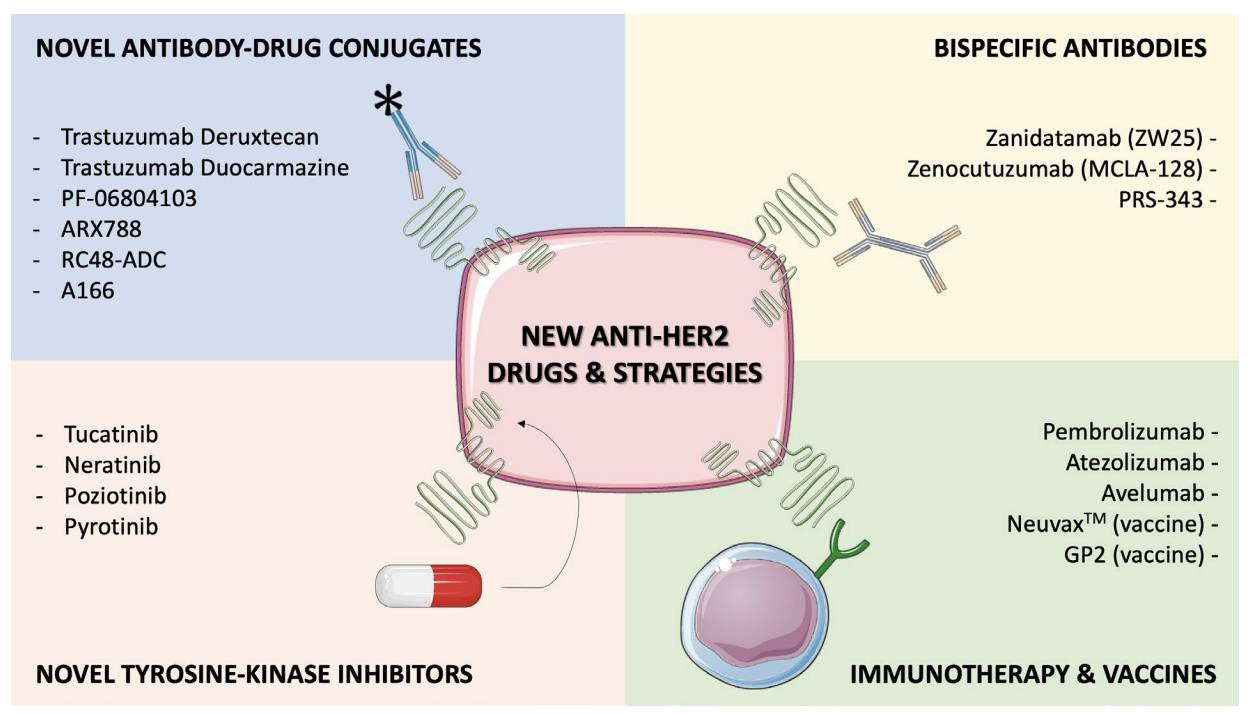 NOVEL ANTIBODY-DRUG CONJUGATES
- Trastuzumab Deruxtecan
- Trastuzumab Duocarmazine
- PF-06804103
- ARX788
- RC48-ADC
- A166
BISPECIFIC ANTIBODIES
Zanidatamab (ZW25) -
Zenocutuzumab (MCLA-128) -
PRS-343 -
*
NEW ANTI-HER2
DRUGS & STRATEGIES
- Tucatinib
- Neratinib
- Poziotinib
- Pyrotinib
NOVEL TYROSINE-KINASE INHIBITORS
Pembrolizumab -
Atezolizumab -
Avelumab -
Neuvax™ (vaccine) -
GP2 (vaccine) -
IMMUNOTHERAPY & VACCINES